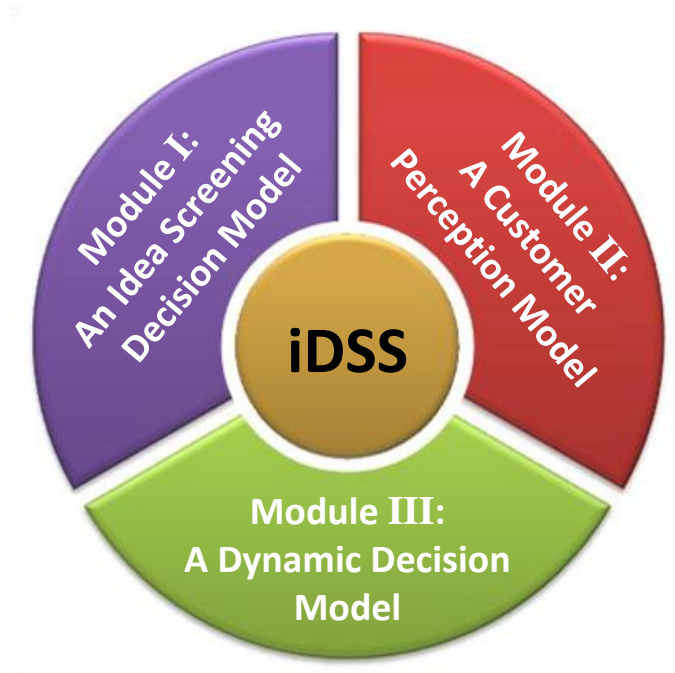 Module I:
An Idea Screening
Decision Model
Module II:
A Customer
Perception Model
iDSS
Module III:
A Dynamic Decision
Model